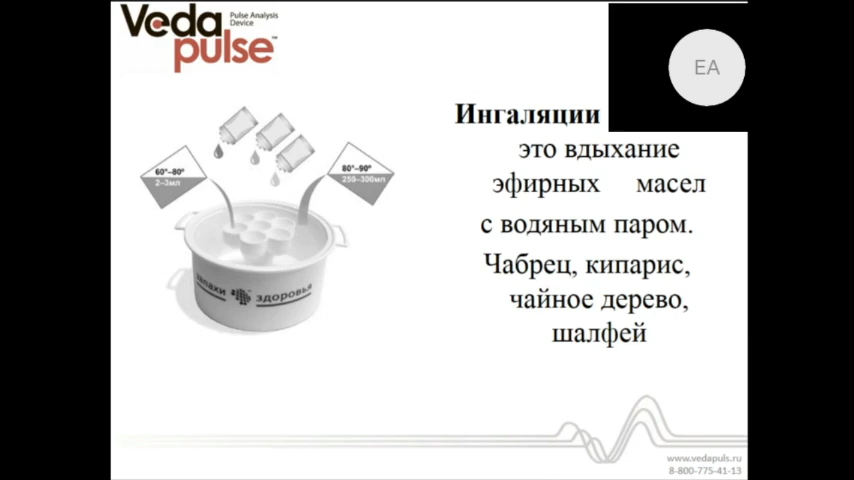 Veda
pulse™
Pulse Analysis
Device
EA
Ингаляции
это вдыхание
эфирных масел
с водяным паром.
Чабрец, кипарис,
чайное дерево,
шалфей
60°–80°
2–3мл
80°–90°
250–300мл
запахи здоровья
www.vedapuls.ru
8-800-775-41-13